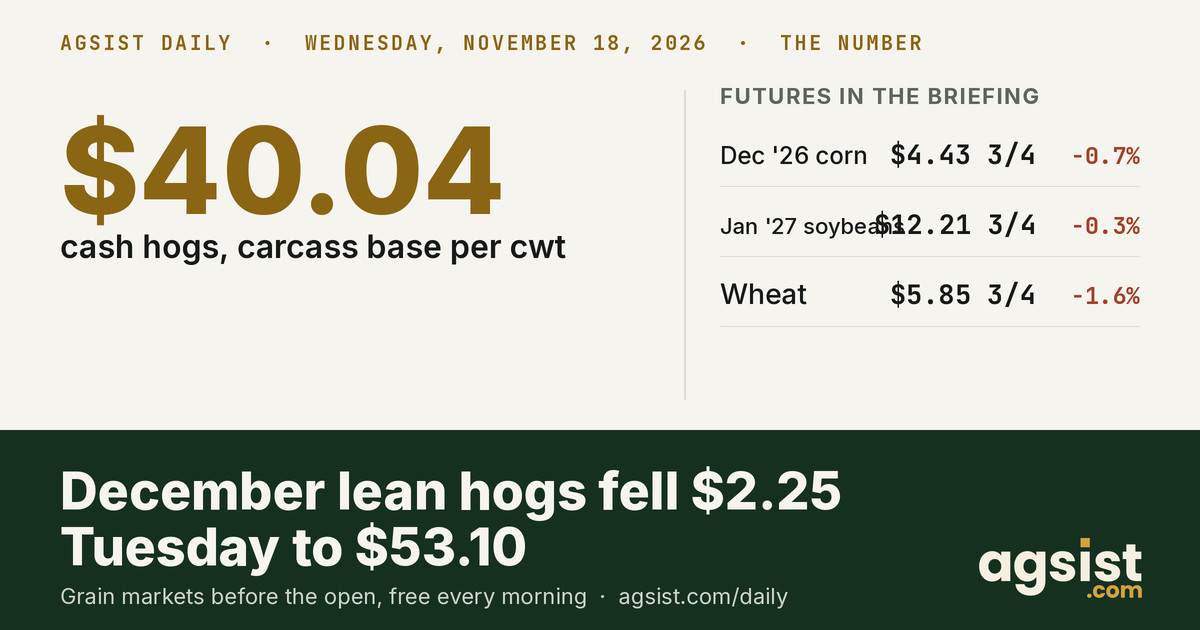 AGSIST DAILY · WEDNESDAY, NOVEMBER 18, 2026 · THE NUMBER
$40.04
cash hogs, carcass base per cwt
FUTURES IN THE BRIEFING
Dec '26 corn $4.43 3/4 -0.7%
Jan '27 soybeans $12.21 3/4 -0.3%
Wheat $5.85 3/4 -1.6%
December lean hogs fell $2.25
Tuesday to $53.10
Grain markets before the open, free every morning · agsist.com/daily
agsist
.com